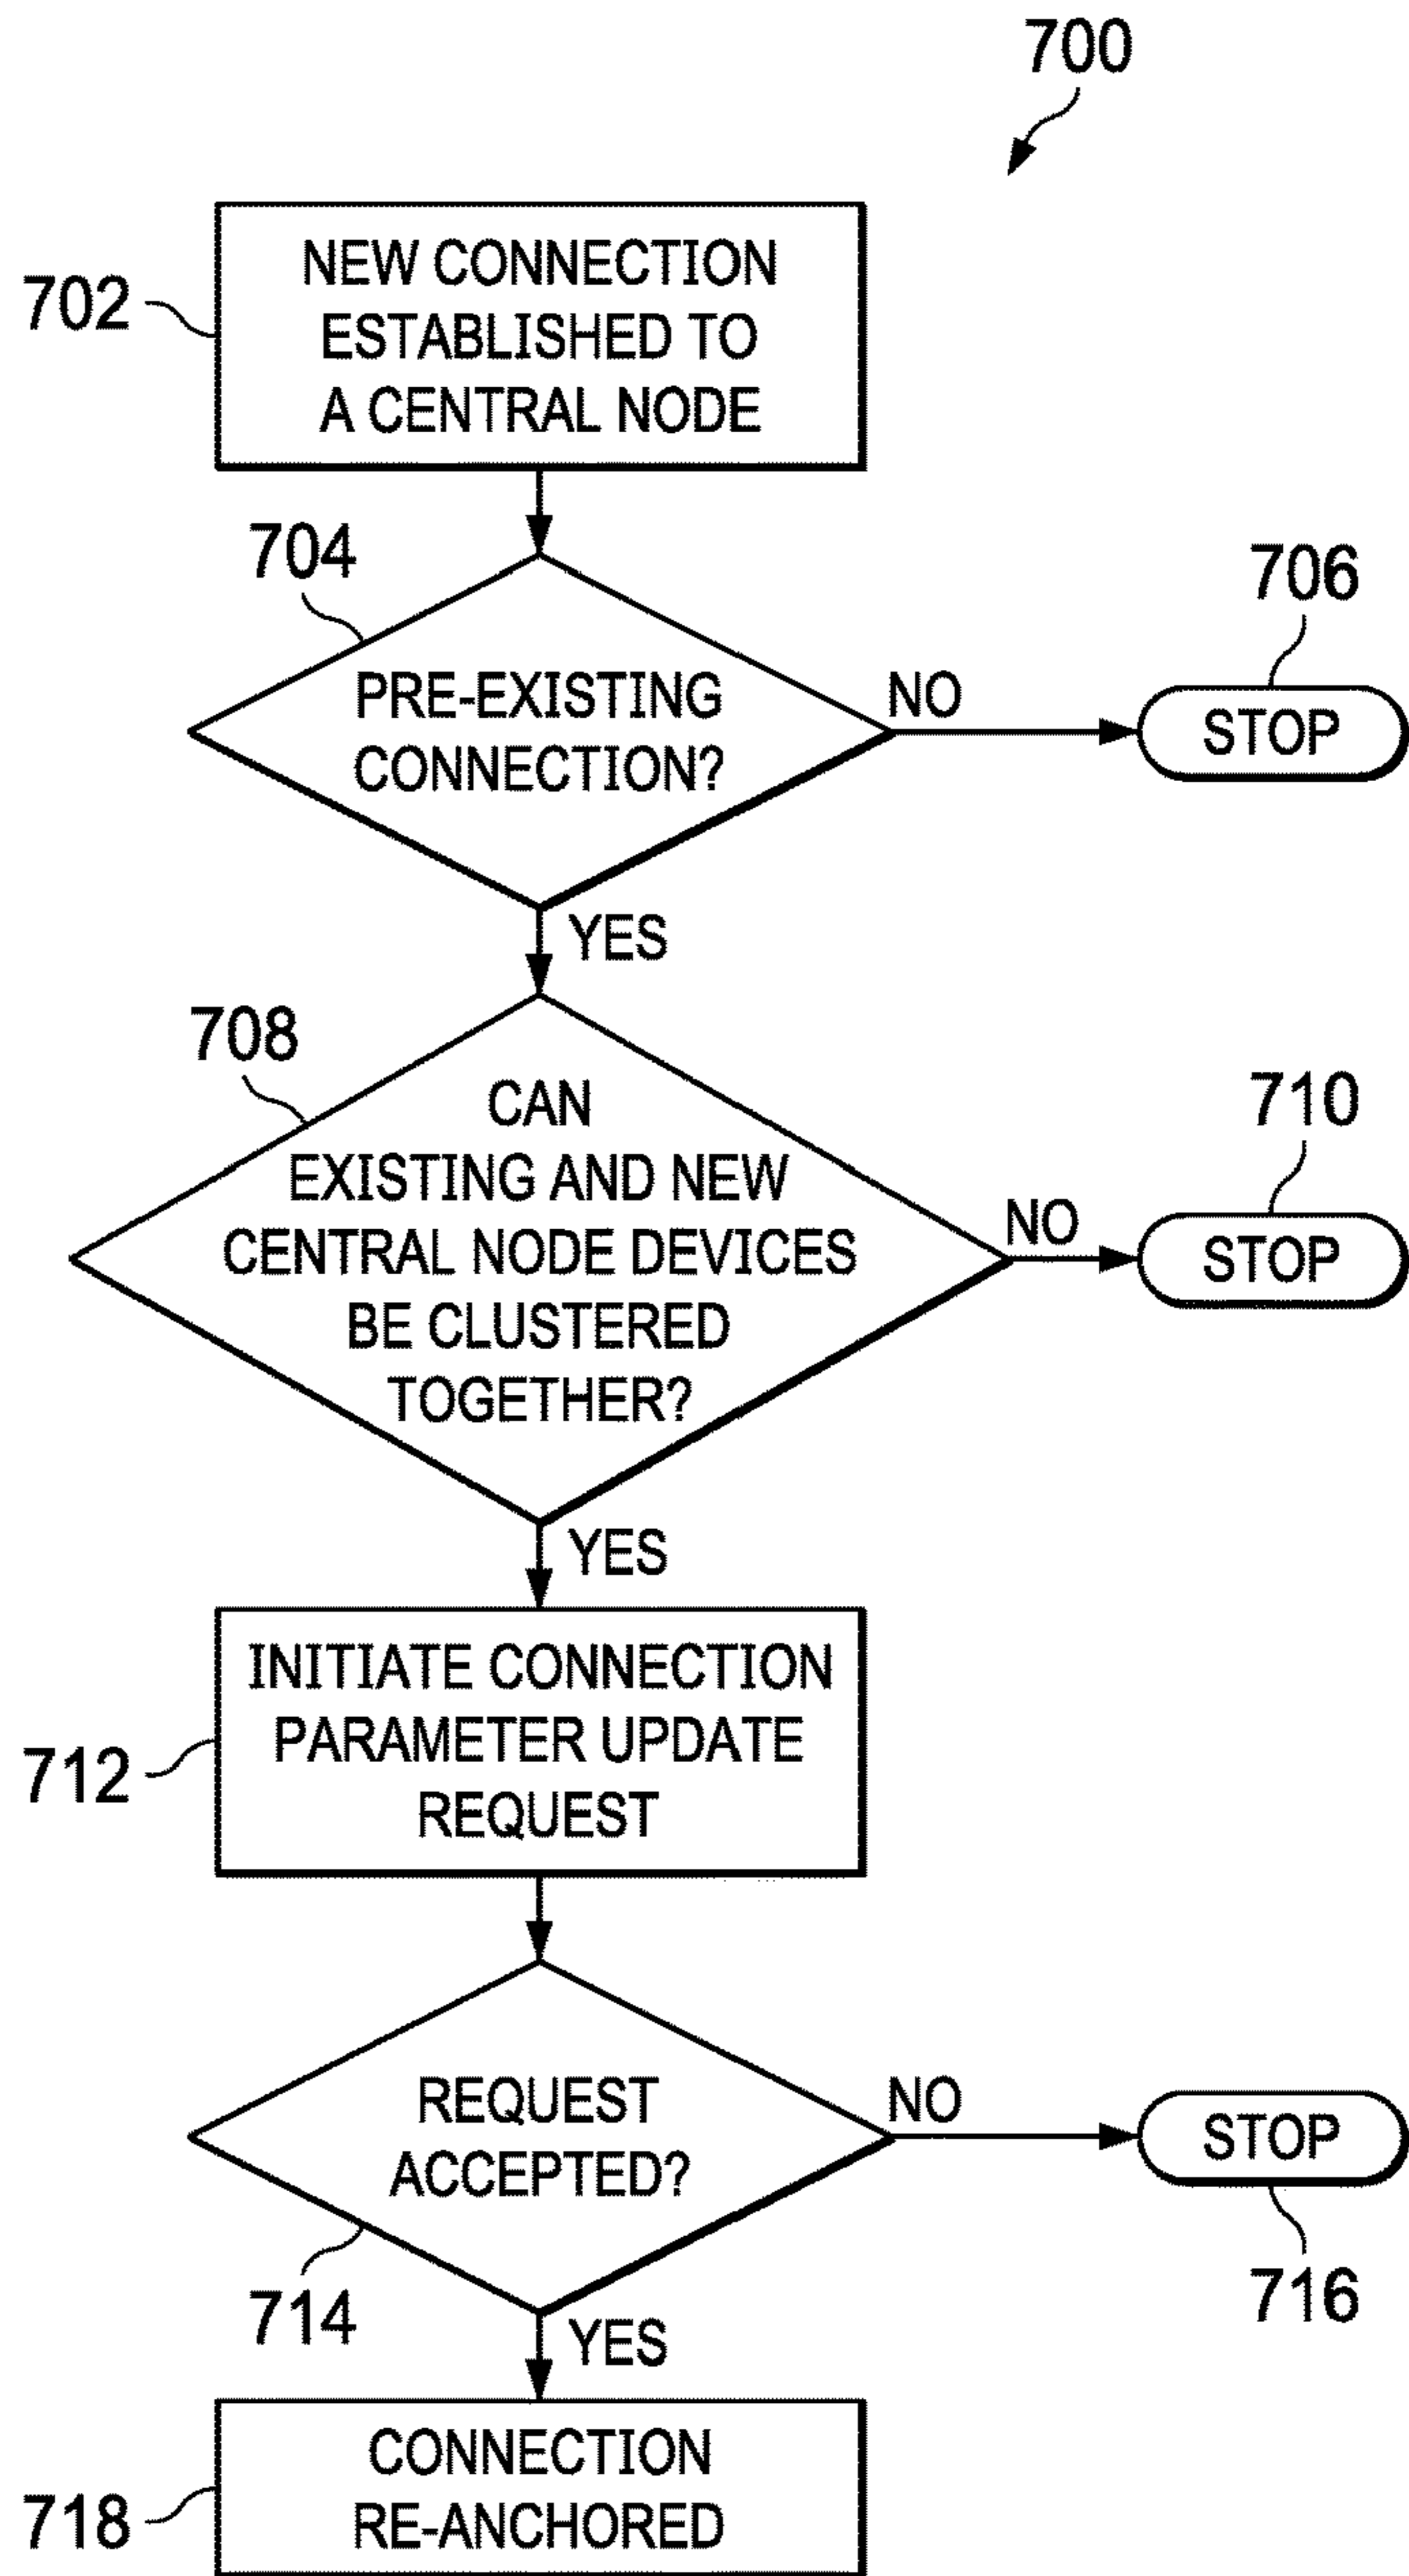 700
702
NEW CONNECTION
ESTABLISHED TO
A CENTRAL NODE
704
PRE-EXISTING
CONNECTION?
NO
706
STOP
YES
708
CAN
EXISTING AND NEW
CENTRAL NODE DEVICES
BE CLUSTERED
TOGETHER?
NO
710
STOP
YES
712
INITIATE CONNECTION
PARAMETER UPDATE
REQUEST
REQUEST
ACCEPTED?
714
NO
STOP
716
YES
718
CONNECTION
RE-ANCHORED